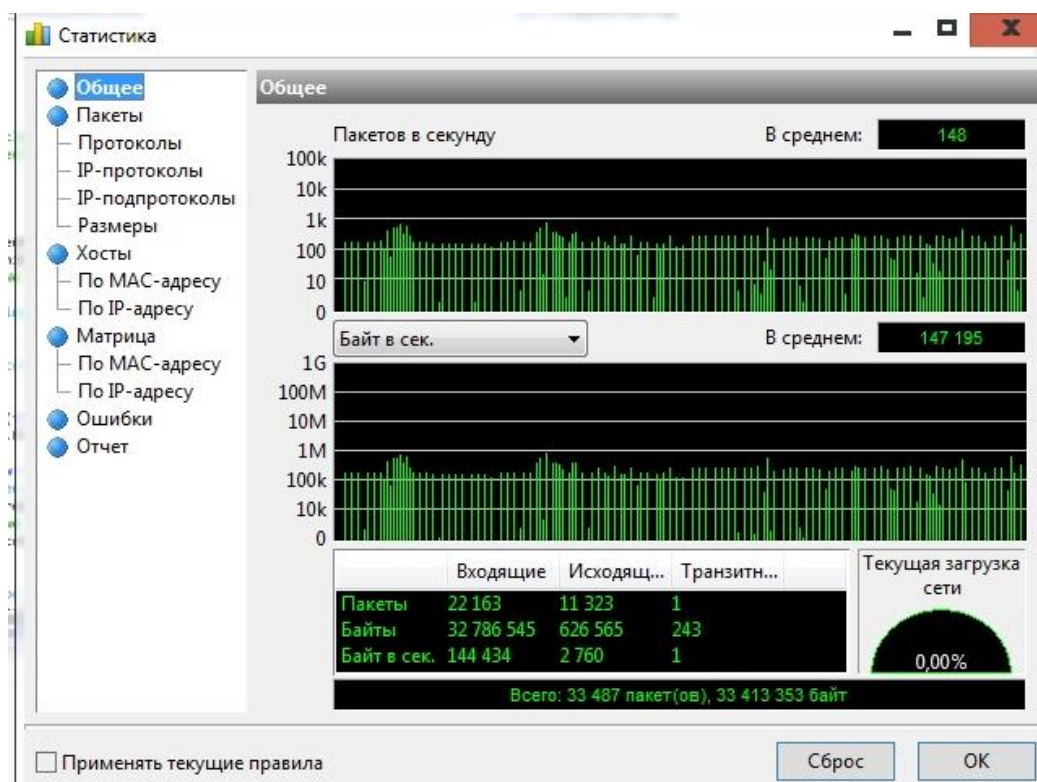 Статистика
Общее
Пакеты
Протоколы
IP-протоколы
IP-подпротоколы
Размеры
Хосты
По MAC-адресу
По IP-адресу
Матрица
По MAC-адресу
По IP-адресу
Ошибки
Отчет
Общее
Пакетов в секунду В среднем: 148
100k
10k
1k
100
10
0
Байт в сек. В среднем: 147 195
1G
100M
10M
1M
100k
10k
0
Входящие Исходящ... Транзитн...
Пакеты 22 163 11 323 1
Байты 32 786 545 626 565 243
Байт в сек. 144 434 2 760 1
Текущая загрузка
сети
0,00%
Всего: 33 487 пакет(ов), 33 413 353 байт
Применять текущие правила
Сброс
OK